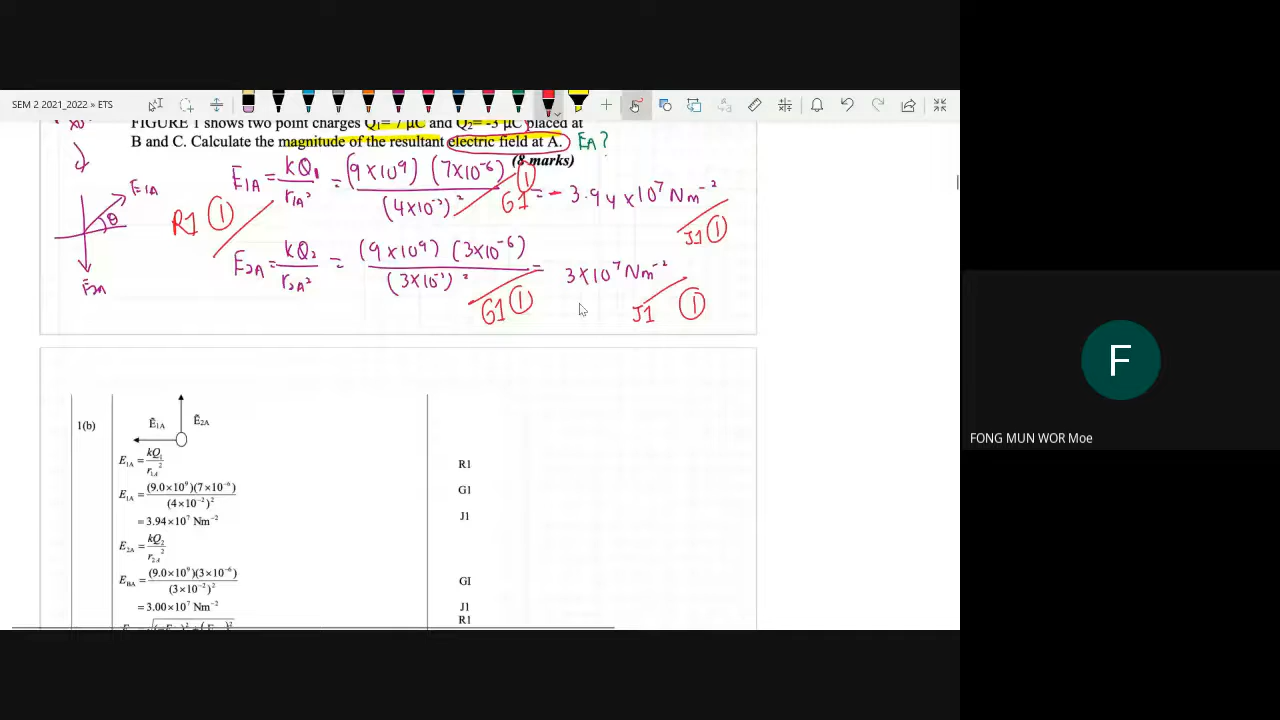 SEM 2 2021_2022 » ETS
FIGURE 1 shows two point charges Q₁= 7 µC and Q₂= -3 µC placed at
B and C. Calculate the magnitude of the resultant electric field at A. EA?
(8 marks)
E1A = kQ1/r1A² = (9×10⁹)(7×10⁻⁶)/(4×10⁻²)² G1 ① = - 3.94×10⁷ Nm⁻² J1 ①
E1A
θ
R1 ①
E2A
E2A = kQ2/r2A² = (9×10⁹)(3×10⁻⁶)/(3×10⁻²)² G1 ① = 3×10⁷ Nm⁻² J1 ①
1(b)
Ē1A Ē2A
E1A = kQ1/r1A² R1
E1A = (9.0×10⁹)(7×10⁻⁶)/(4×10⁻²)² G1
= 3.94×10⁷ Nm⁻² J1
E2A = kQ2/r2A²
EBA = (9.0×10⁹)(3×10⁻⁶)/(3×10⁻²)² GI
= 3.00×10⁷ Nm⁻² J1
R1
F
FONG MUN WOR Moe